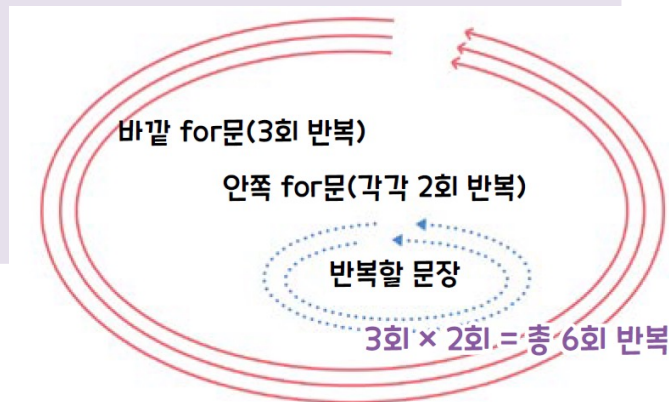 바깥 for문(3회 반복)
안쪽 for문(각각 2회 반복)
반복할 문장
3회 × 2회 = 총 6회 반복